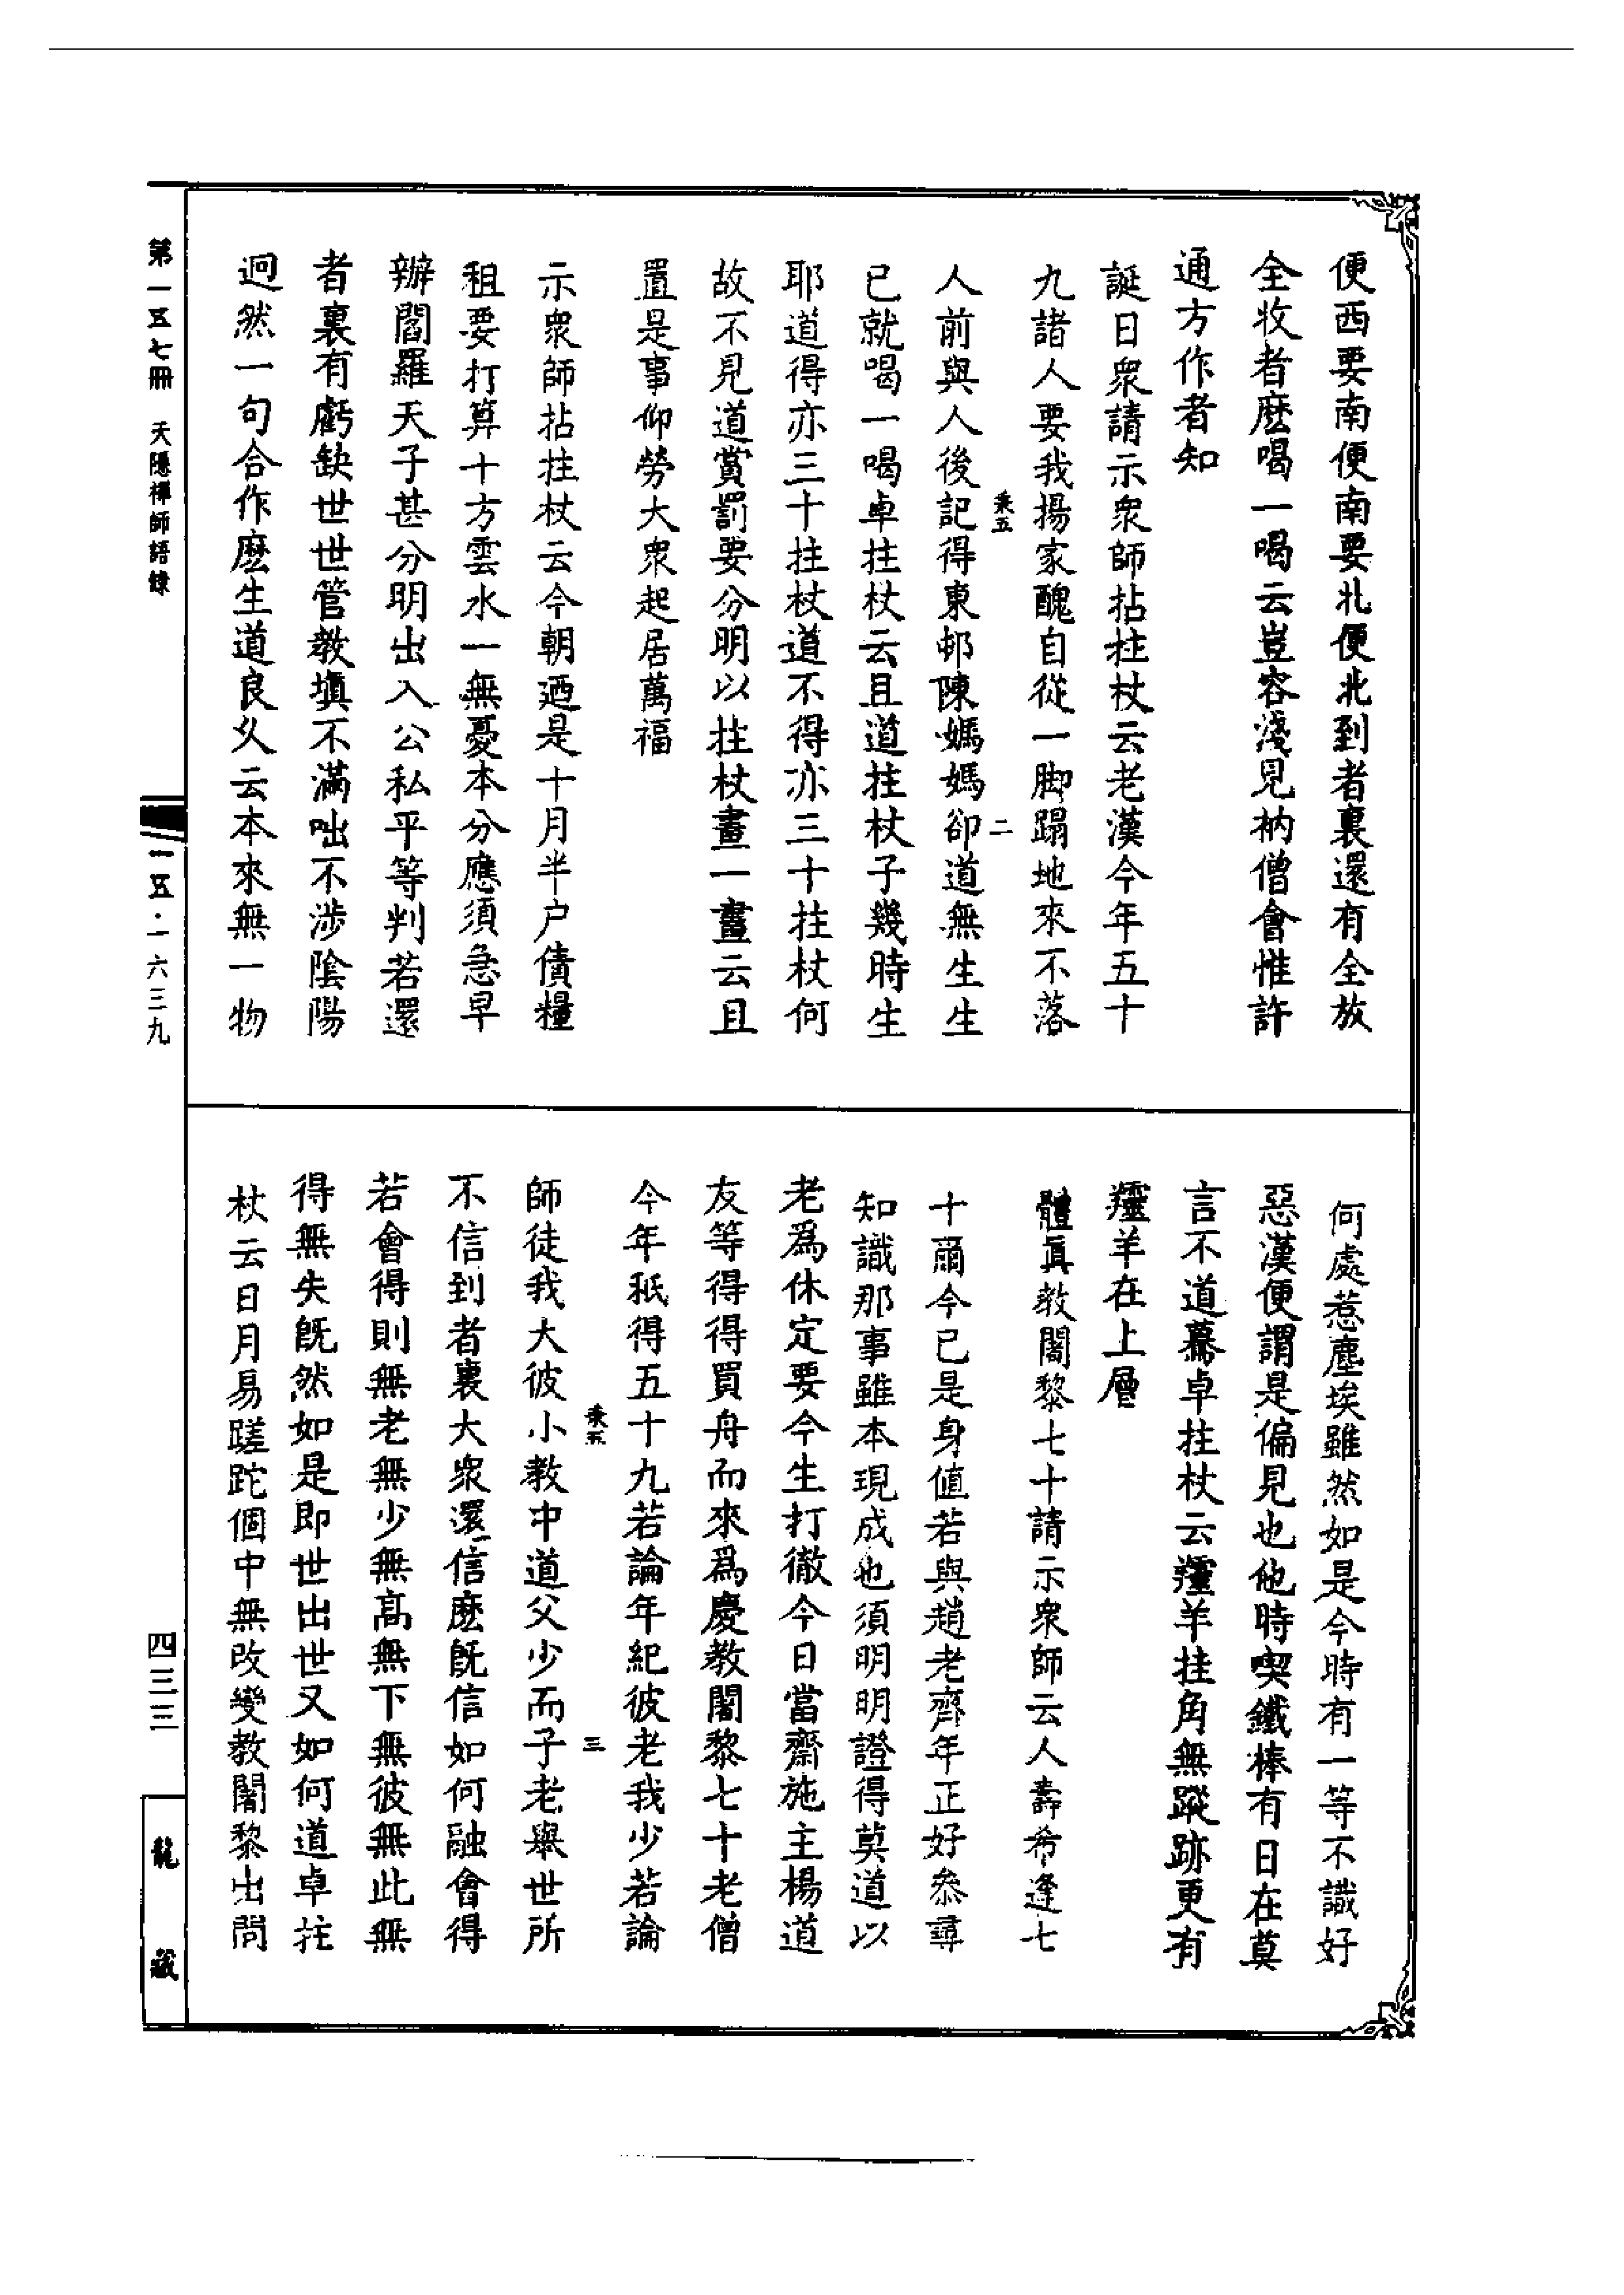 便西要南便南要北便北到者裏還有全放
全牧者麽喝一喝云豈容淺見衲僧會惟許
通方作者知
誕日衆請示衆師拈拄杖云老漢今年五十
九諸人要我揚家醜自從一脚蹋地來不落
人前與人後記得東邨陳媽媽卻道無生生
已就喝一喝卓拄杖云且道拄杖子幾時生
耶道得亦三十拄杖道不得亦三十拄杖何
故不見道賞罰要分明以拄杖畫一畫云且
置是事仰勞大衆起居萬福
示衆師拈拄杖云今朝迺是十月半户債糧
租要打算十方雲水一無憂本分應須急早
辦閻羅天子甚分明出入公私平等判若還
者裏有虧缺世世管教塡不滿咄不涉陰陽
迥然一句合作麽生道良久云本來無一物
何處惹塵埃雖然如是今時有一等不識好
惡漢便謂是偏見也他時喫鐵棒有日在莫
言不道驀卓拄杖云羺羊挂角無蹤跡更有
羺羊在上層
體眞教闍黎七十請示衆師云人壽希逢七
十爾今已是身值若與趙老齊年正好叅尋
知識那事雖本現成也須明明證得莫道以
老爲休定要今生打徹今日當齋施主楊道
友等得得買舟而來爲慶教闍黎七十老僧
今年秖得五十九若論年紀彼老我少若論
師徒我大彼小教中道父少而子老舉世所
不信到者裏大衆還信麽旣信如何融會得
若會得則無老無少無高無下無彼無此無
得無失旣然如是即世出世又如何道卓拄
杖云日月易蹉跎個中無改變教闍黎出問
秉五
二
秉五
三
第一五七冊 天隱禪師語錄
一五·一六三九
四三三
龍藏